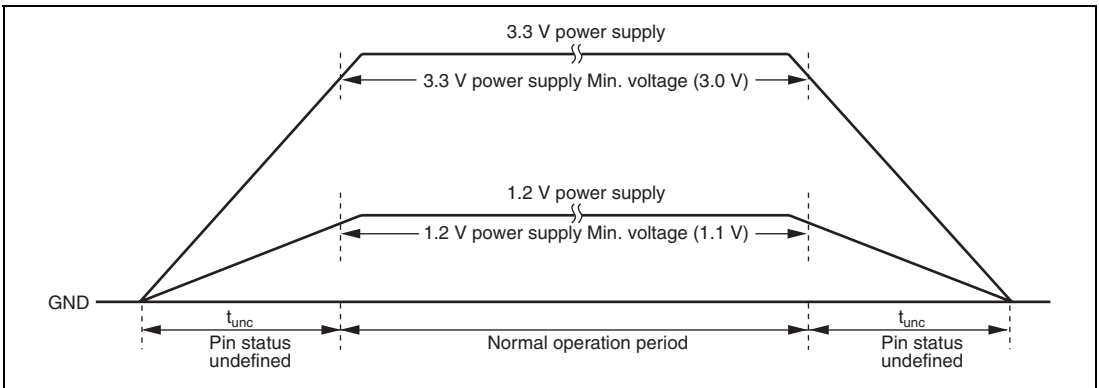 3.3 V power supply
3.3 V power supply Min. voltage (3.0 V)
1.2 V power supply
1.2 V power supply Min. voltage (1.1 V)
GND
tunc
Pin status
undefined
Normal operation period
tunc
Pin status
undefined